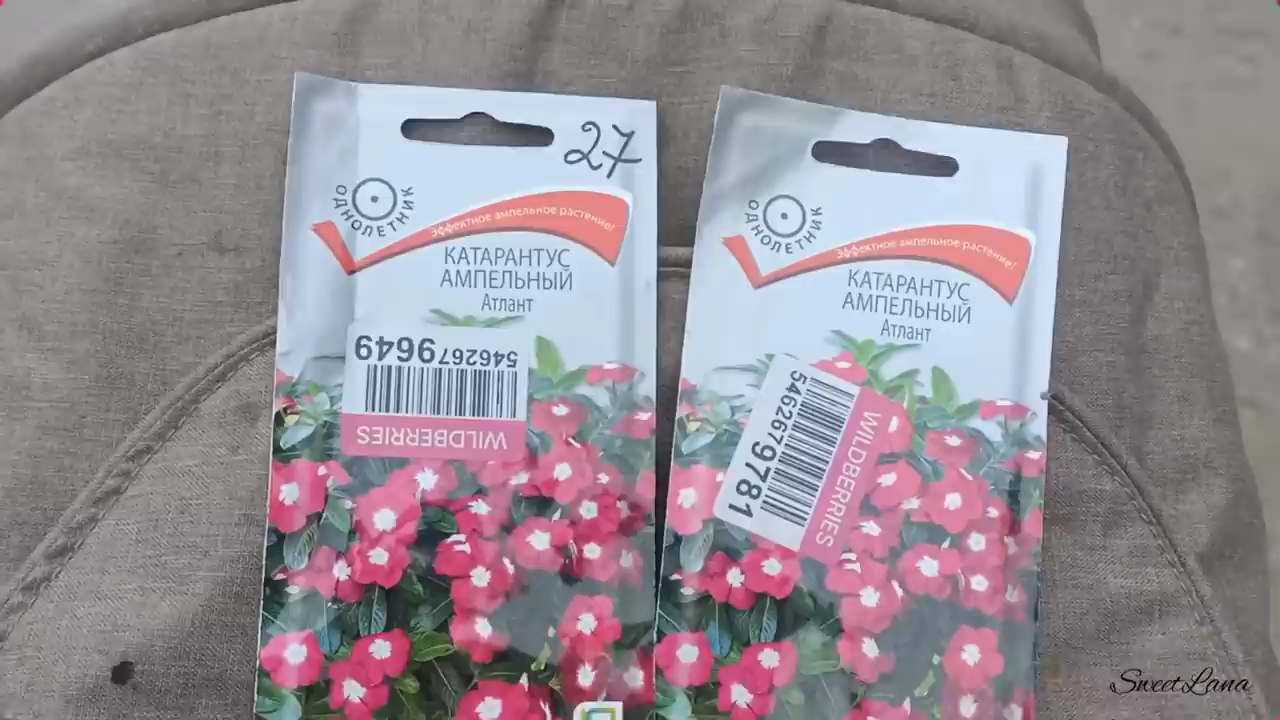 27
ОДНОЛЕТНИК
Эффектное ампельное растение!
КАТАРАНТУС
АМПЕЛЬНЫЙ
Атлант
5462679649
WILDBERRIES
ОДНОЛЕТНИК
Эффектное ампельное растение!
КАТАРАНТУС
АМПЕЛЬНЫЙ
Атлант
5462679781
WILDBERRIES
SweetLana